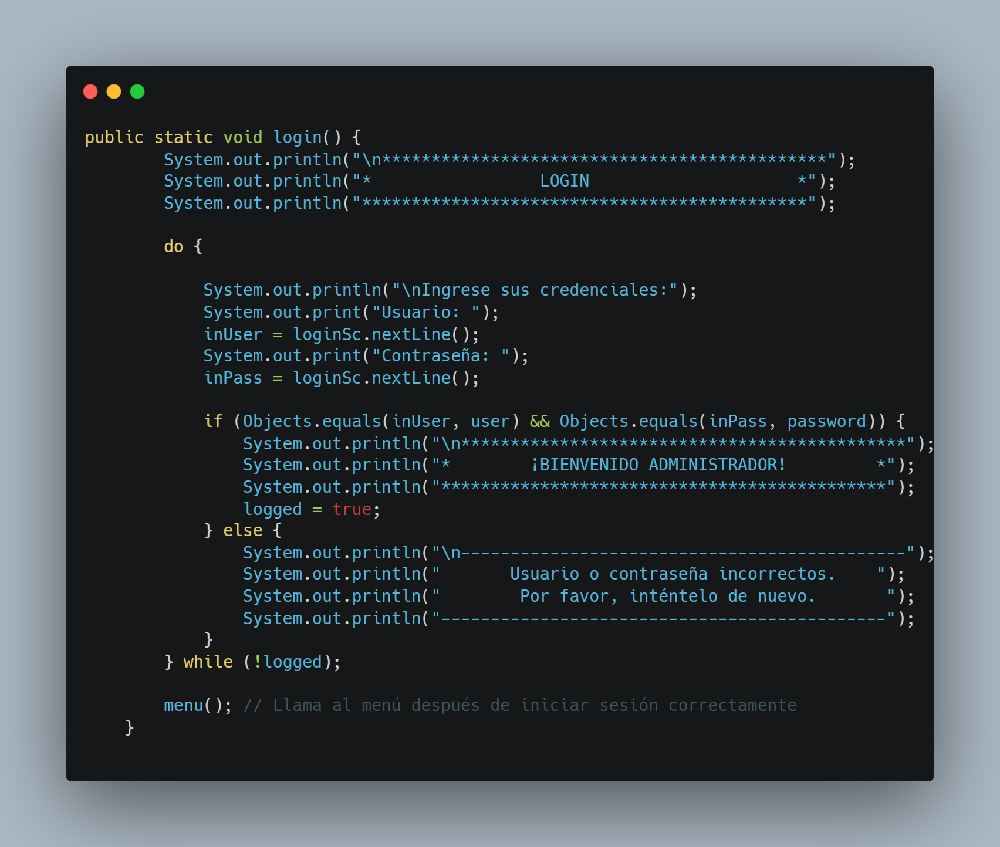 public static void login() {
        System.out.println("\n*********************************************");
        System.out.println("*                 LOGIN                     *");
        System.out.println("*********************************************");

        do {

            System.out.println("\nIngrese sus credenciales:");
            System.out.print("Usuario: ");
            inUser = loginSc.nextLine();
            System.out.print("Contraseña: ");
            inPass = loginSc.nextLine();

            if (Objects.equals(inUser, user) && Objects.equals(inPass, password)) {
                System.out.println("\n*********************************************");
                System.out.println("*        ¡BIENVENIDO ADMINISTRADOR!         *");
                System.out.println("*********************************************");
                logged = true;
            } else {
                System.out.println("\n---------------------------------------------");
                System.out.println("       Usuario o contraseña incorrectos.    ");
                System.out.println("        Por favor, inténtelo de nuevo.       ");
                System.out.println("---------------------------------------------");
            }
        } while (!logged);

        menu(); // Llama al menú después de iniciar sesión correctamente
    }